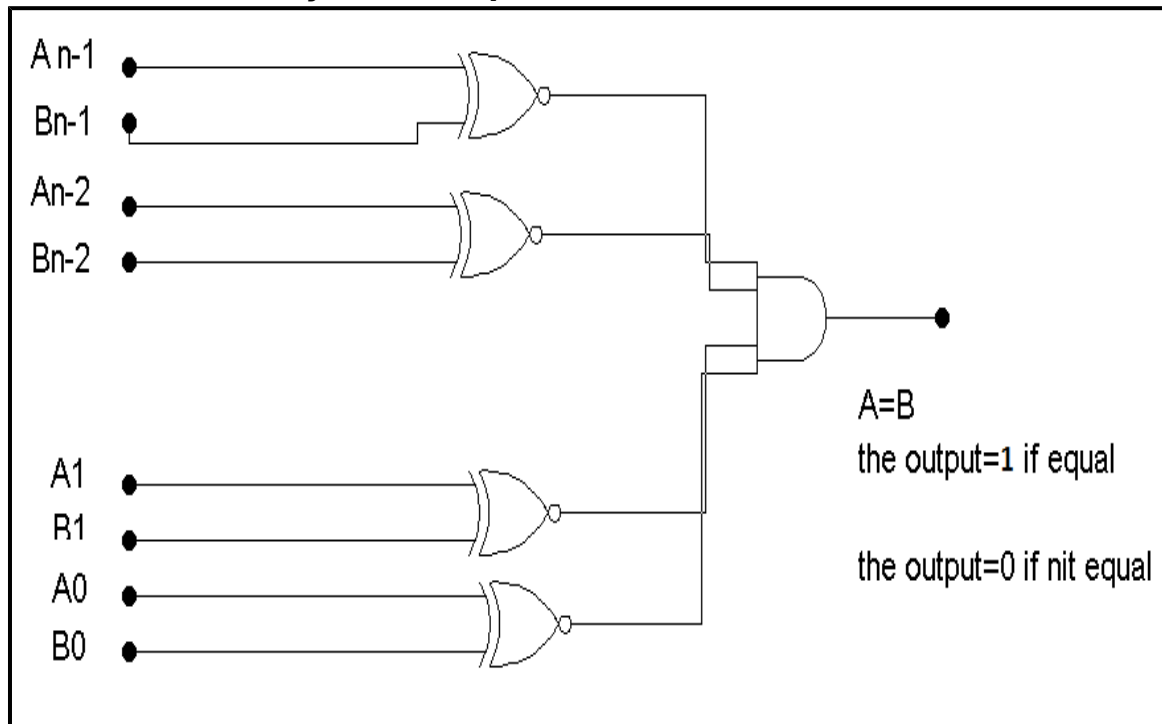 A n-1
Bn-1
An-2
Bn-2
A=B
the output=1 if equal
A1
B1
the output=0 if nit equal
A0
B0